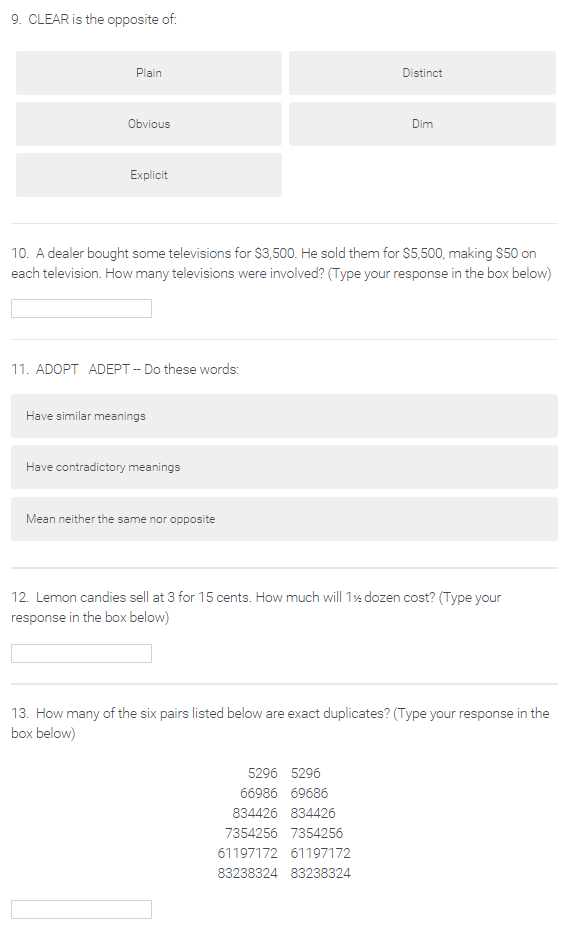 9. CLEAR is the opposite of:
Plain
Distinct
Obvious
Dim
Explicit
10. A dealer bought some televisions for $3,500. He sold them for $5,500, making $50 on
each television. How many televisions were involved? (Type your response in the box below)
11. ADOPT ADEPT -- Do these words:
Have similar meanings
Have contradictory meanings
Mean neither the same nor opposite
12. Lemon candies sell at 3 for 15 cents. How much will 1½ dozen cost? (Type your
response in the box below)
13. How many of the six pairs listed below are exact duplicates? (Type your response in the
box below)
5296 5296
66986 69686
834426 834426
7354256 7354256
61197172 61197172
83238324 83238324